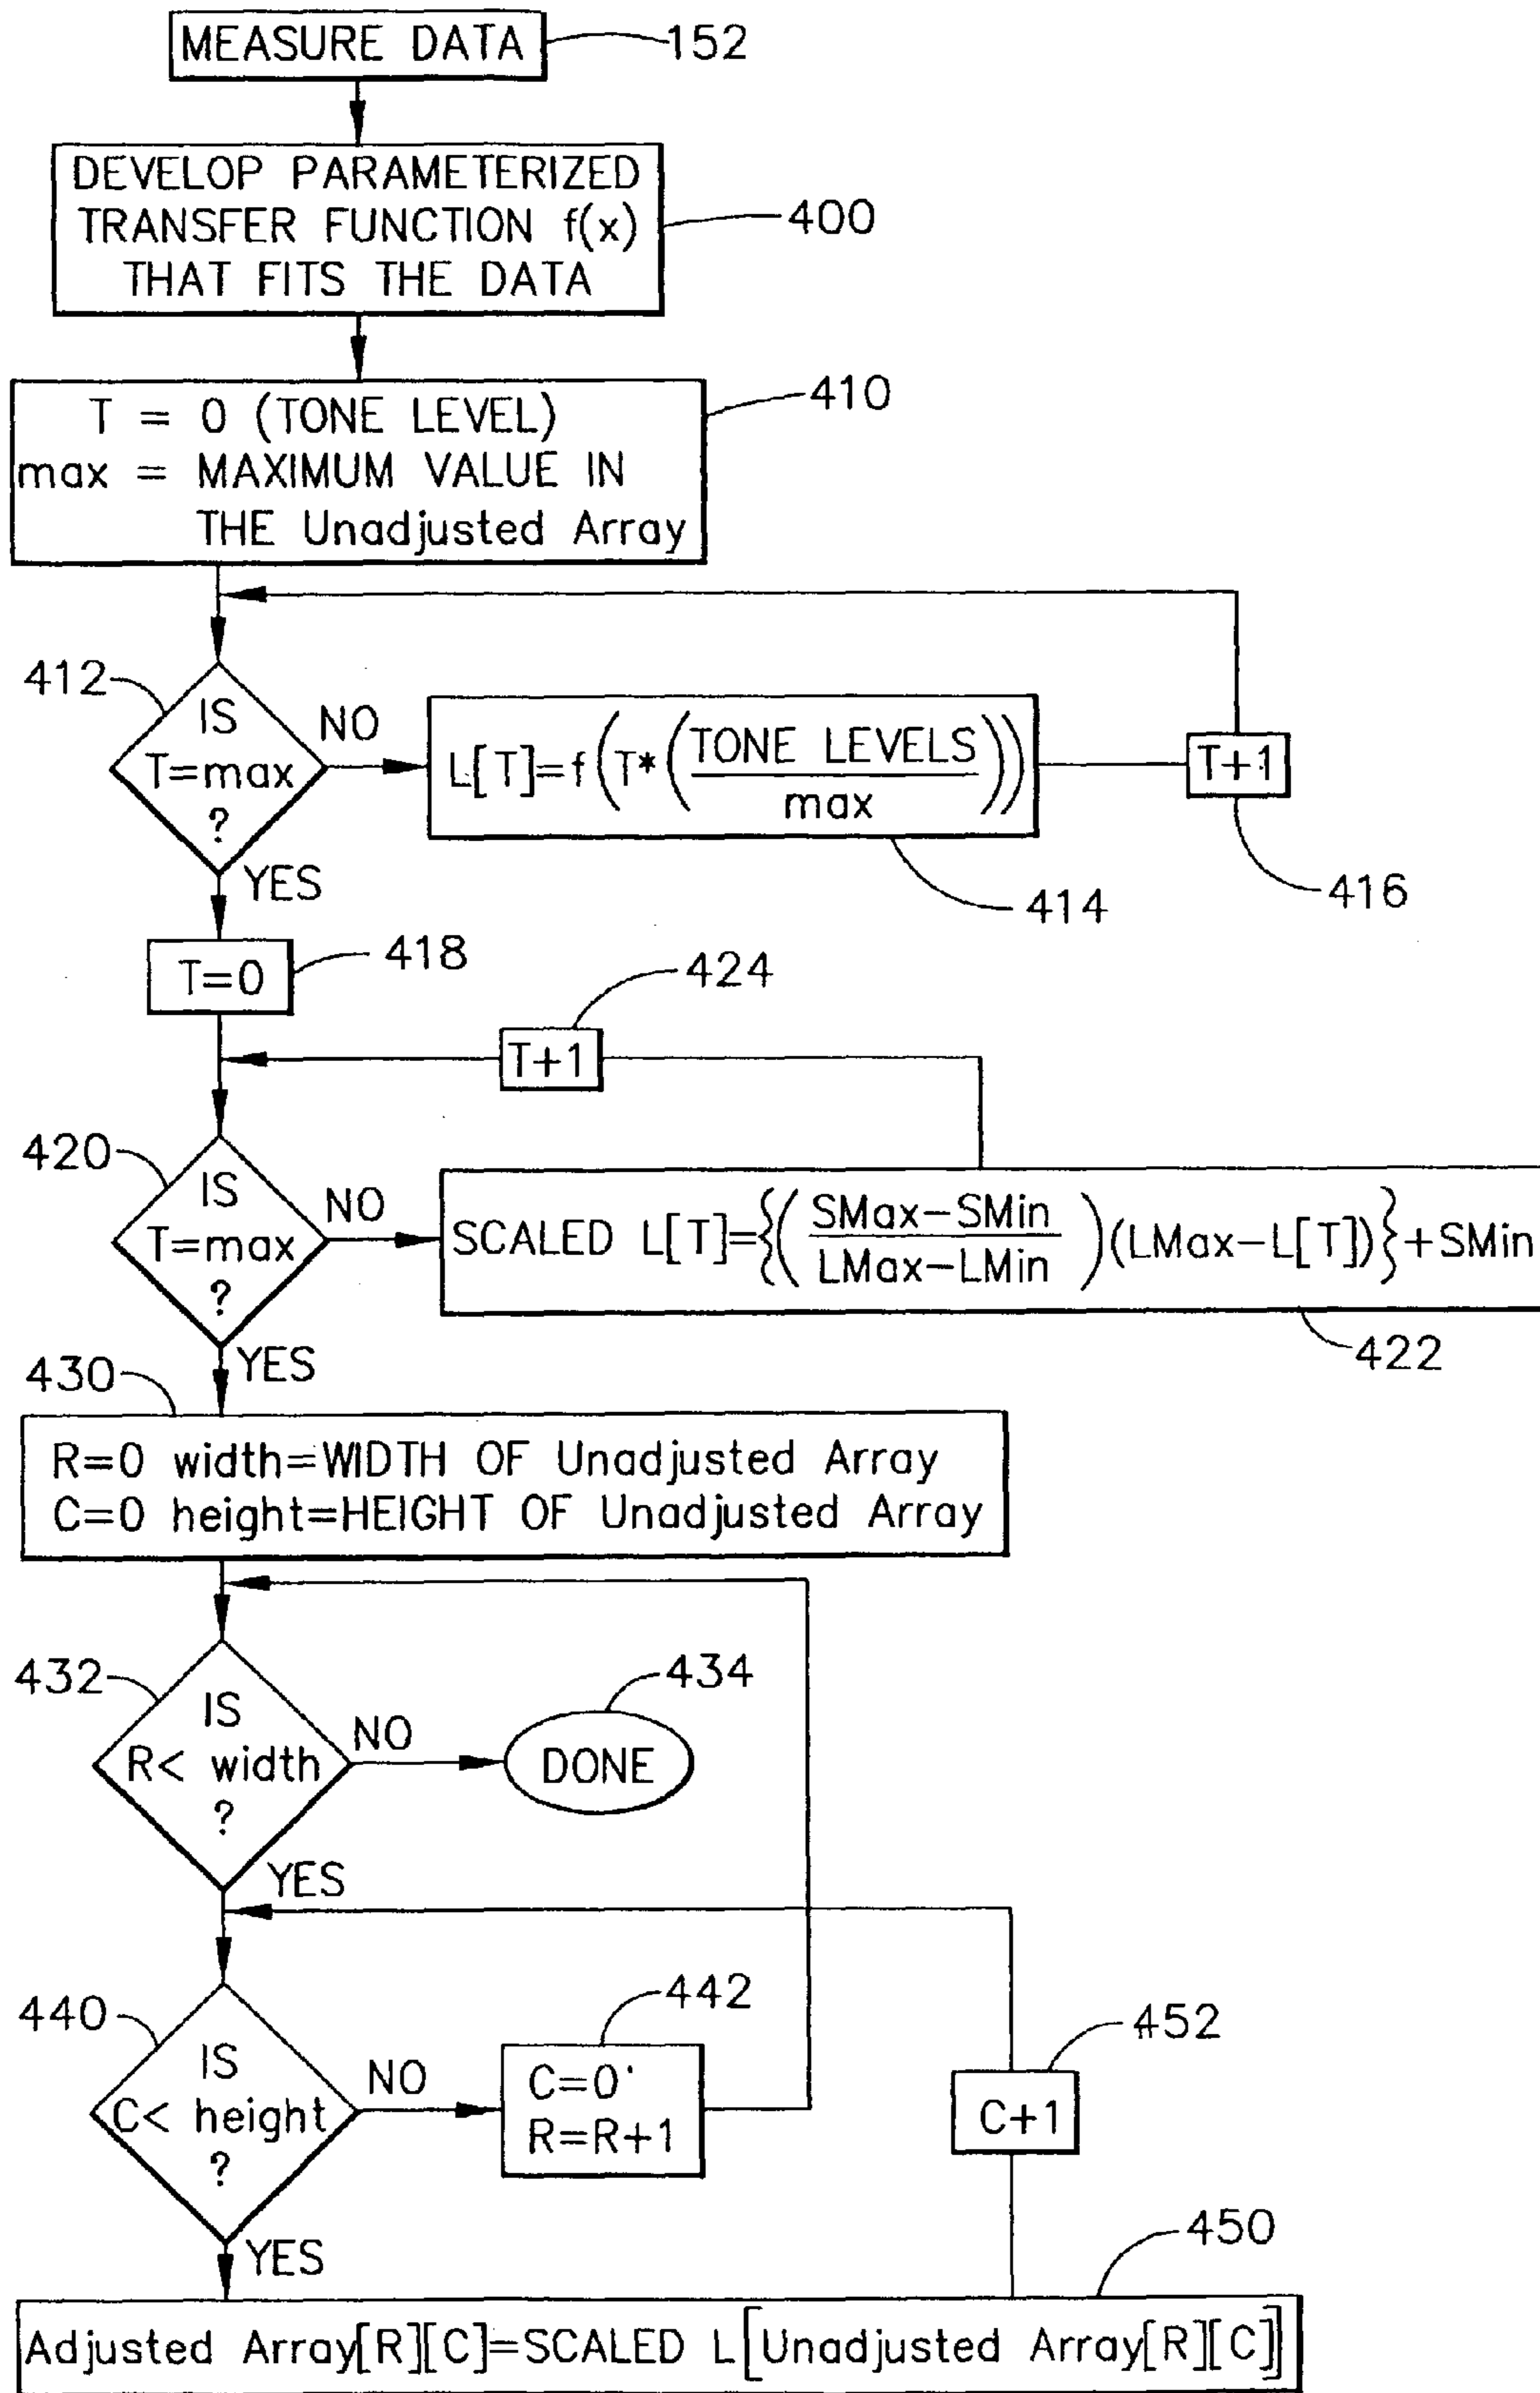 MEASURE DATA
152
DEVELOP PARAMETERIZED
TRANSFER FUNCTION f(x)
THAT FITS THE DATA
400
T = 0 (TONE LEVEL)
max = MAXIMUM VALUE IN
THE Unadjusted Array
410
412
IS
T=max
?
NO
L[T]=f(T*(TONE LEVELS/max))
414
T+1
416
YES
T=0
418
T+1
424
420
IS
T=max
?
NO
SCALED L[T]={(SMax-SMin/LMax-LMin)(LMax-L[T])}+SMin
422
YES
430
R=0 width=WIDTH OF Unadjusted Array
C=0 height=HEIGHT OF Unadjusted Array
432
IS
R< width
?
NO
DONE
434
YES
440
IS
C< height
?
NO
C=0
R=R+1
442
C+1
452
YES
450
Adjusted Array[R][C]=SCALED L[Unadjusted Array[R][C]]